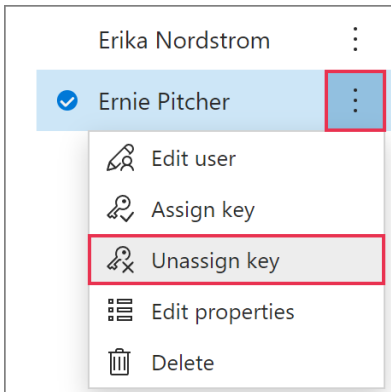 Erika Nordstrom
Ernie Pitcher
Edit user
Assign key
Unassign key
Edit properties
Delete